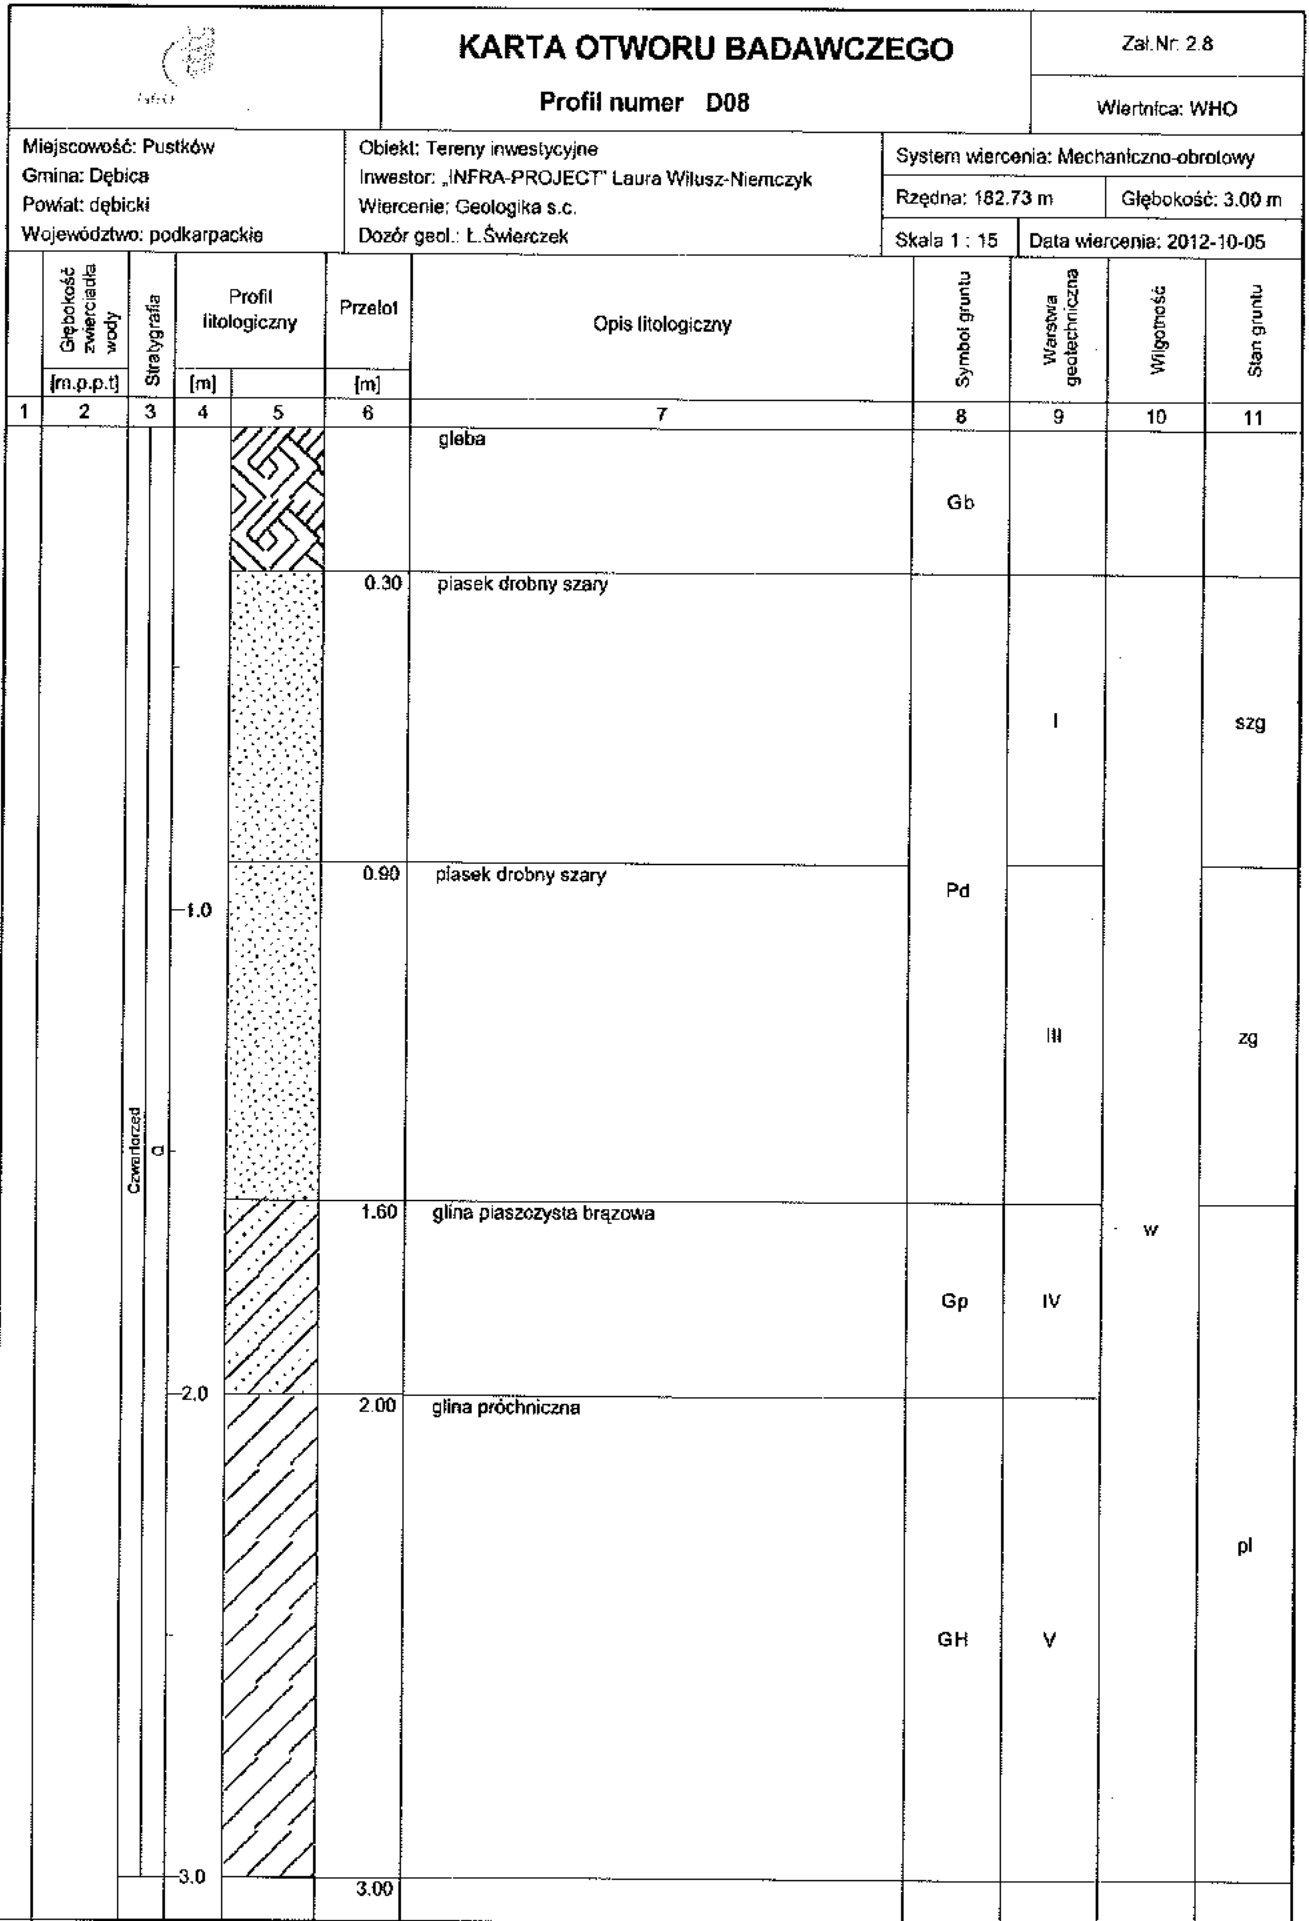 KARTA OTWORU BADAWCZEGO
Profil numer D08
Zał.Nr: 2.8
Wiertnica: WHO
Miejscowość: Pustków
Gmina: Dębica
Powiat: dębicki
Województwo: podkarpackie
Obiekt: Tereny inwestycyjne
Inwestor: „INFRA-PROJECT" Laura Wilusz-Niemczyk
Wiercenie: Geologika s.c.
Dozór geol.: Ł.Świerczek
System wiercenia: Mechaniczno-obrotowy
Rzędna: 182.73 m
Głębokość: 3.00 m
Skala 1 : 15
Data wiercenia: 2012-10-05
Głębokość zwierciadła wody
[m.p.p.t]
Stratygrafia
Profil litologiczny
[m]
Przelot
[m]
Opis litologiczny
Symbol gruntu
Warstwa geotechniczna
Wilgotność
Stan gruntu
1 2 3 4 5 6 7 8 9 10 11
gleba
Gb
0.30 piasek drobny szary
I szg
0.90 piasek drobny szary
Pd
1.0
III zg
Czwartorzęd
Q
1.60 glina piaszczysta brązowa
w
Gp IV
2.0
2.00 glina próchniczna
pl
GH V
3.0
3.00